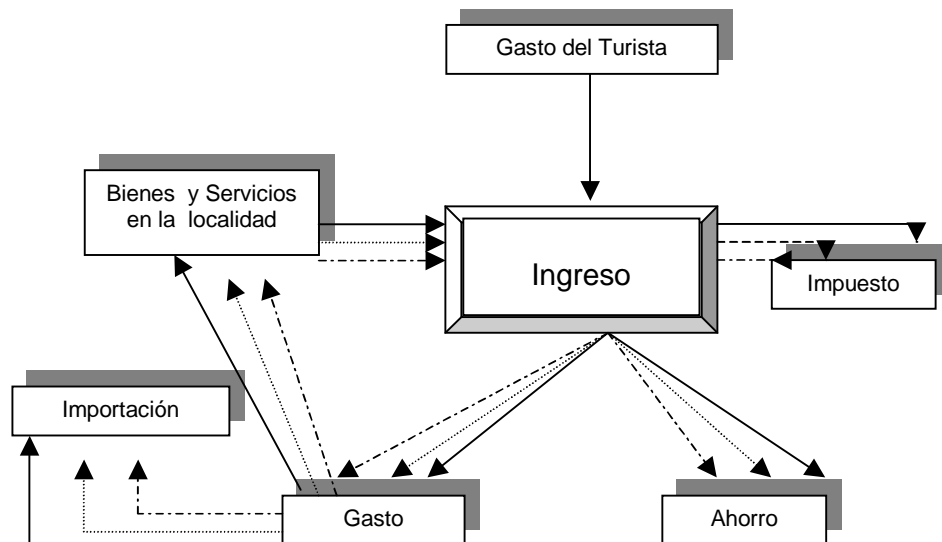 Gasto del Turista
Bienes y Servicios
en la localidad
Ingreso
Impuesto
Importación
Gasto
Ahorro